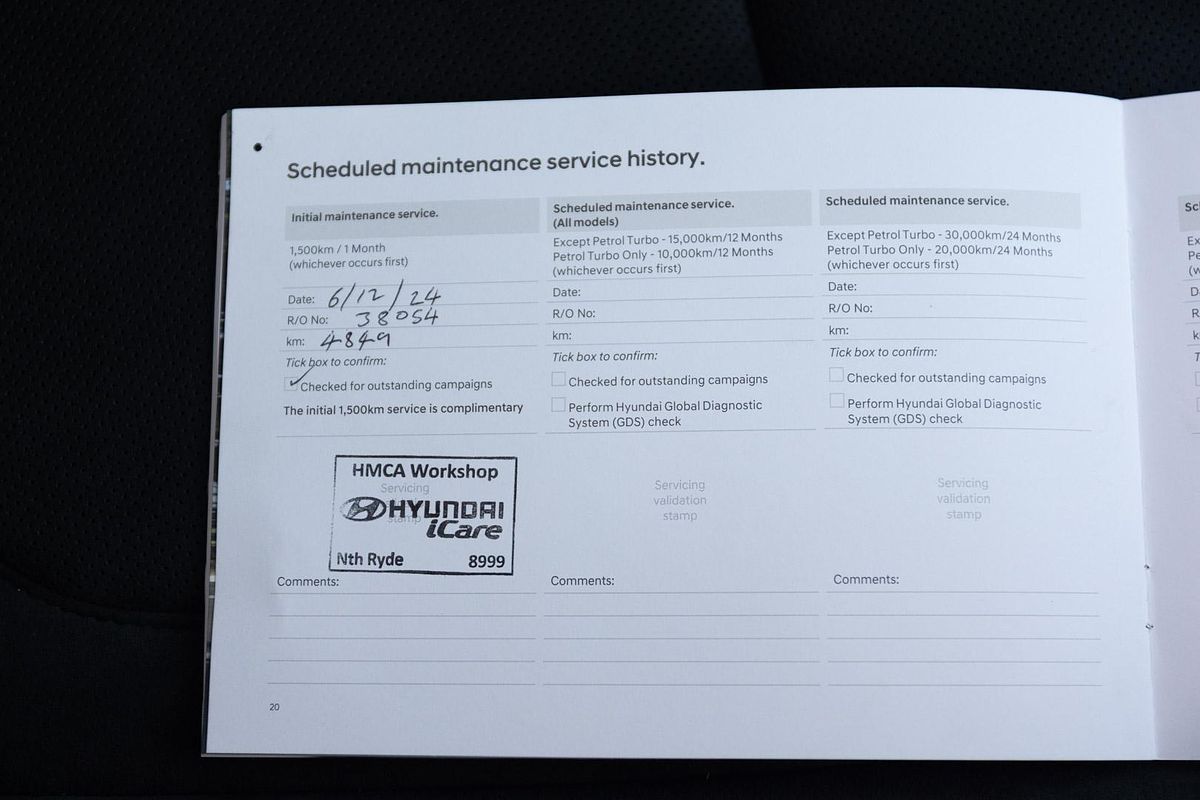 Scheduled maintenance service history.
Initial maintenance service.
1,500km / 1 Month
(whichever occurs first)
Date: 6/12/24
R/O No: 38054
km: 4849
Tick box to confirm:
Checked for outstanding campaigns
The initial 1,500km service is complimentary
HMCA Workshop
Servicing
HYUNDAI
stamp
iCare
Nth Ryde 8999
Comments:
Scheduled maintenance service.
(All models)
Except Petrol Turbo - 15,000km/12 Months
Petrol Turbo Only - 10,000km/12 Months
(whichever occurs first)
Date:
R/O No:
km:
Tick box to confirm:
Checked for outstanding campaigns
Perform Hyundai Global Diagnostic
System (GDS) check
Servicing
validation
stamp
Comments:
Scheduled maintenance service.
Except Petrol Turbo - 30,000km/24 Months
Petrol Turbo Only - 20,000km/24 Months
(whichever occurs first)
Date:
R/O No:
km:
Tick box to confirm:
Checked for outstanding campaigns
Perform Hyundai Global Diagnostic
System (GDS) check
Servicing
validation
stamp
Comments:
20